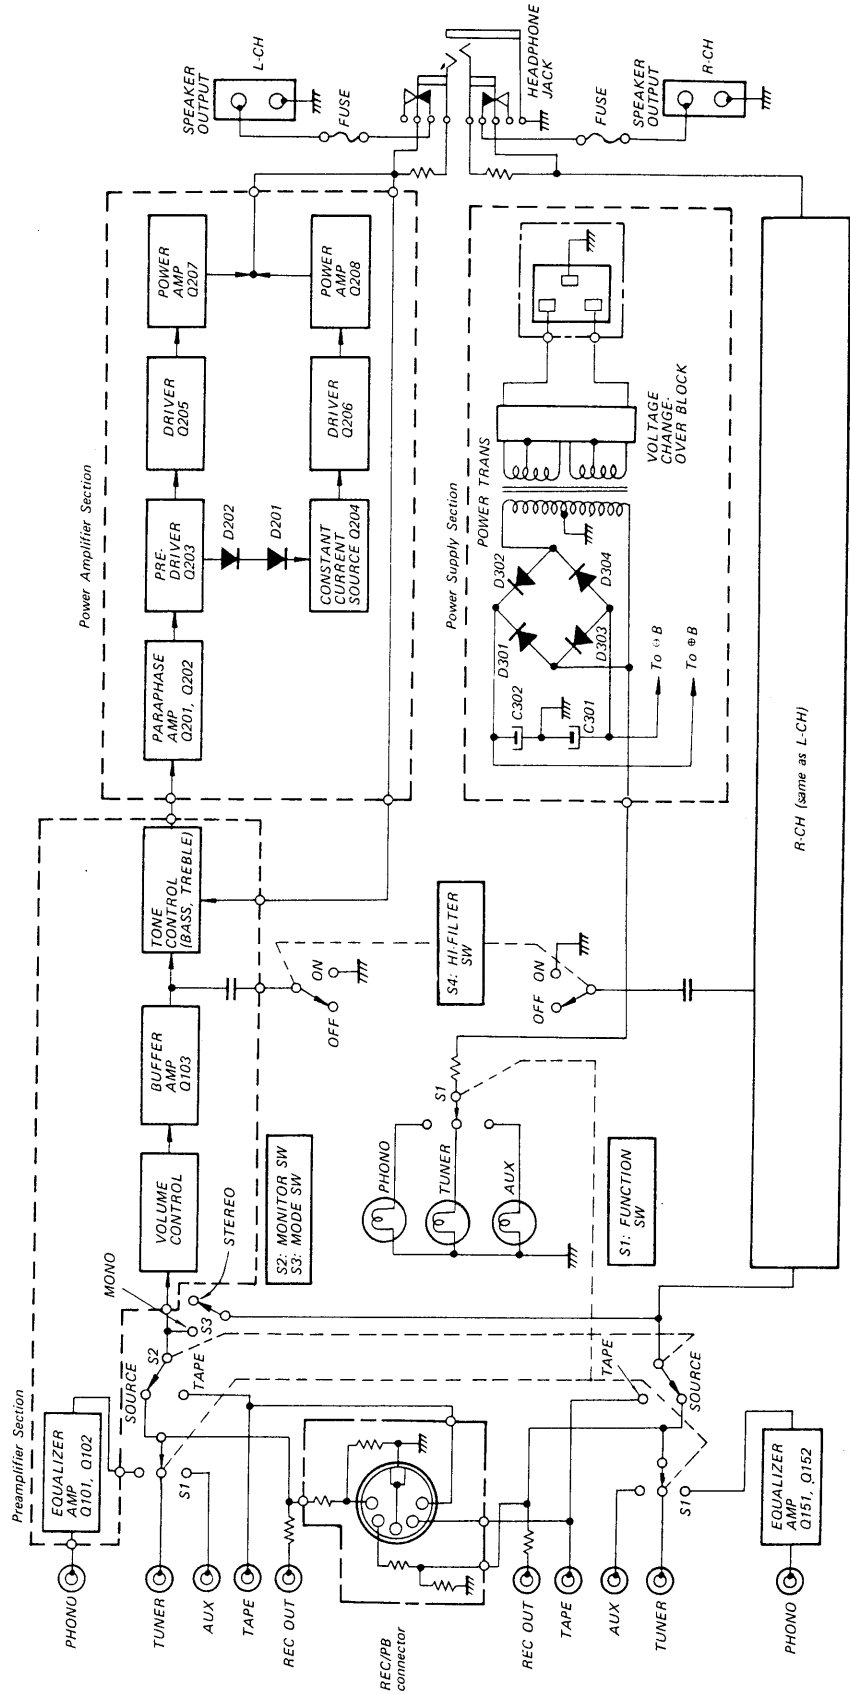 Preamplifier Section
PHONO
EQUALIZER
AMP
Q101, Q102
TUNER
AUX
TAPE
REC OUT
S1
SOURCE
TAPE
S2
MONO
S3
STEREO
VOLUME
CONTROL
BUFFER
AMP
Q103
TONE
CONTROL
(BASS, TREBLE)
S2: MONITOR SW
S3: MODE SW
OFF
ON
S4: HI-FILTER
SW
OFF
ON
Power Amplifier Section
PARAPHASE
AMP
Q201, Q202
PRE-
DRIVER
Q203
DRIVER
Q205
POWER
AMP
Q207
D202
D201
CONSTANT
CURRENT
SOURCE Q204
DRIVER
Q206
POWER
AMP
Q208
SPEAKER
OUTPUT
L-CH
FUSE
HEADPHONE
JACK
FUSE
SPEAKER
OUTPUT
R-CH
Power Supply Section
POWER TRANS
VOLTAGE
CHANGE-
OVER BLOCK
D302
D304
D301
D303
C302
C301
To ⊖ B
To ⊕ B
PHONO
TUNER
AUX
S1
S1: FUNCTION
SW
R-CH (same as L-CH)
REC/PB
connector
REC OUT
TAPE
AUX
TUNER
PHONO
TAPE
SOURCE
S1
EQUALIZER
AMP
Q151, Q152